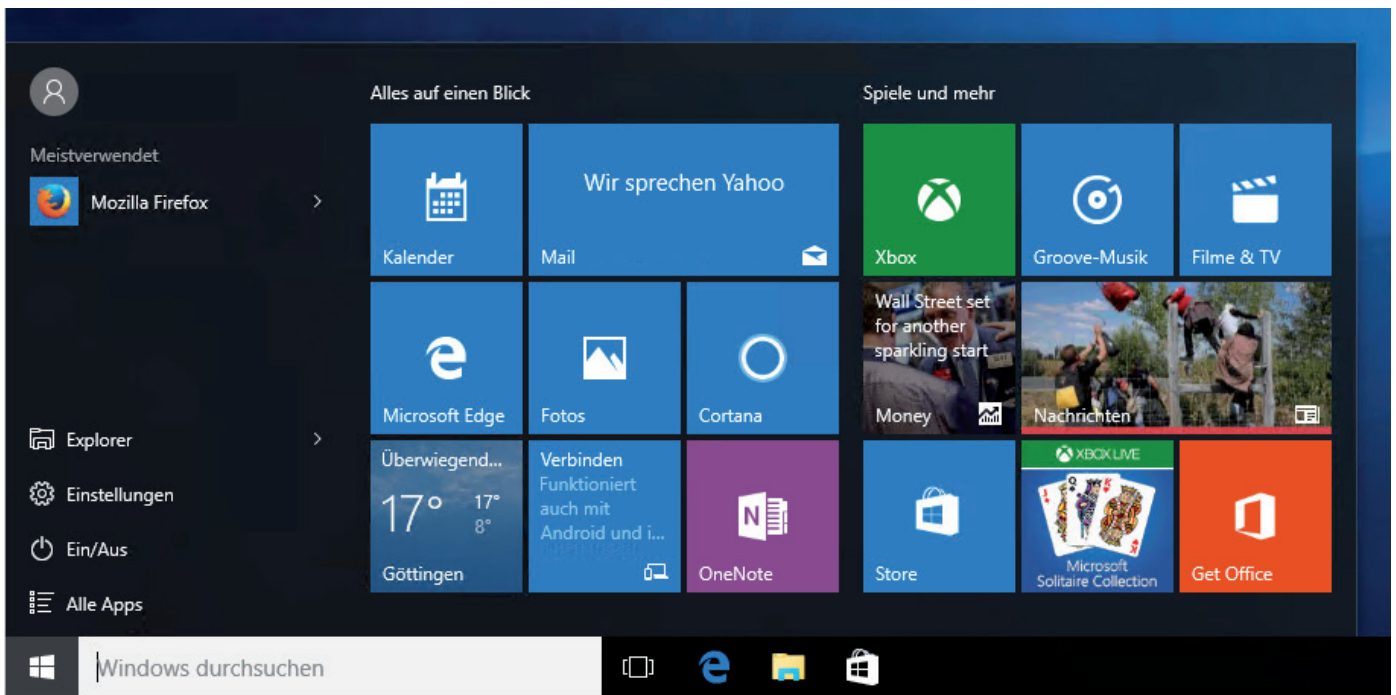 Meistverwendet
Mozilla Firefox
Explorer
Einstellungen
Ein/Aus
Alle Apps
Alles auf einen Blick
Kalender
Wir sprechen Yahoo
Mail
Microsoft Edge
Fotos
Cortana
Überwiegend...
17° 17°
8°
Göttingen
Verbinden
Funktioniert
auch mit
Android und i...
N
OneNote
Spiele und mehr
Xbox
Groove-Musik
Filme & TV
Wall Street set
for another
sparkling start
Money
Nachrichten
Store
XBOX LIVE
Microsoft
Solitaire Collection
Get Office
Windows durchsuchen